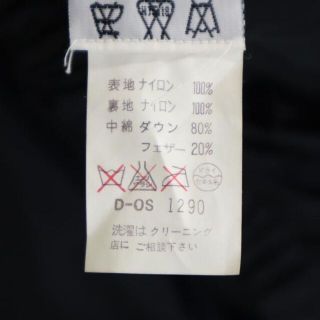 表地 ナイロン 100%
裏地 ナイロン 100%
中綿 ダウン 80%
フェザー 20%
D-OS 1290
洗濯は クリーニング
店にご相談下さい